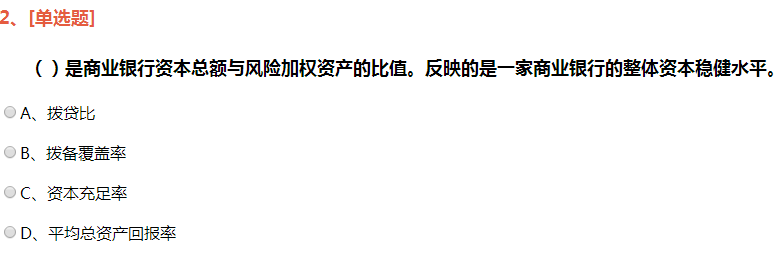 2、[单选题]
（ ）是商业银行资本总额与风险加权资产的比值。反映的是一家商业银行的整体资本稳健水平。
A、拨贷比
B、拨备覆盖率
C、资本充足率
D、平均总资产回报率